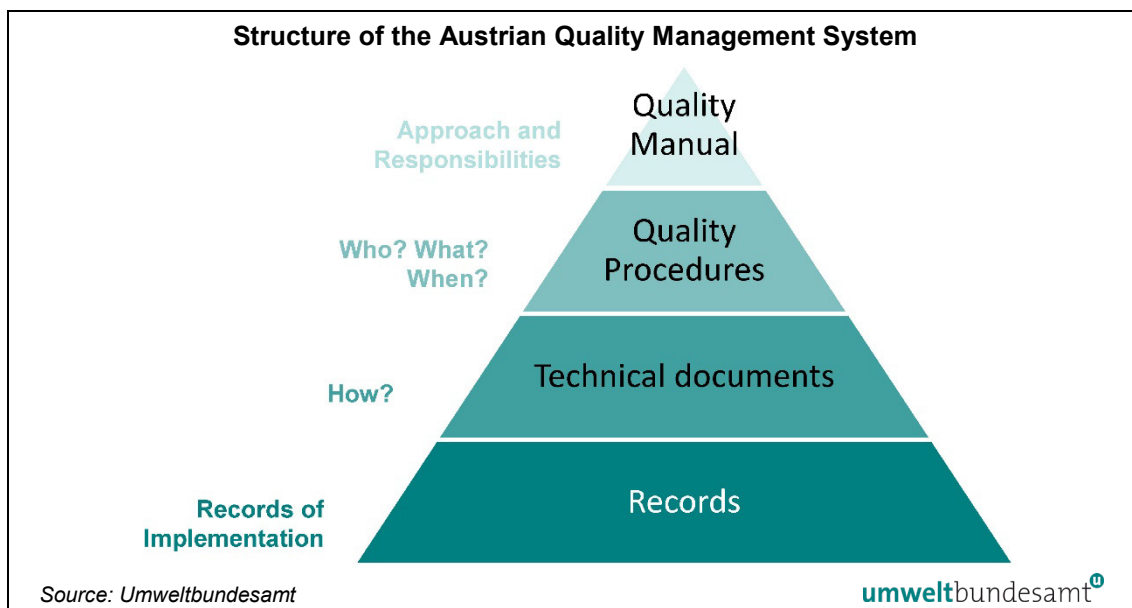 Structure of the Austrian Quality Management System
Approach and
Responsibilities
Quality
Manual
Who? What?
When?
Quality
Procedures
How?
Technical documents
Records of
Implementation
Records
Source: Umweltbundesamt
umweltbundesamt u